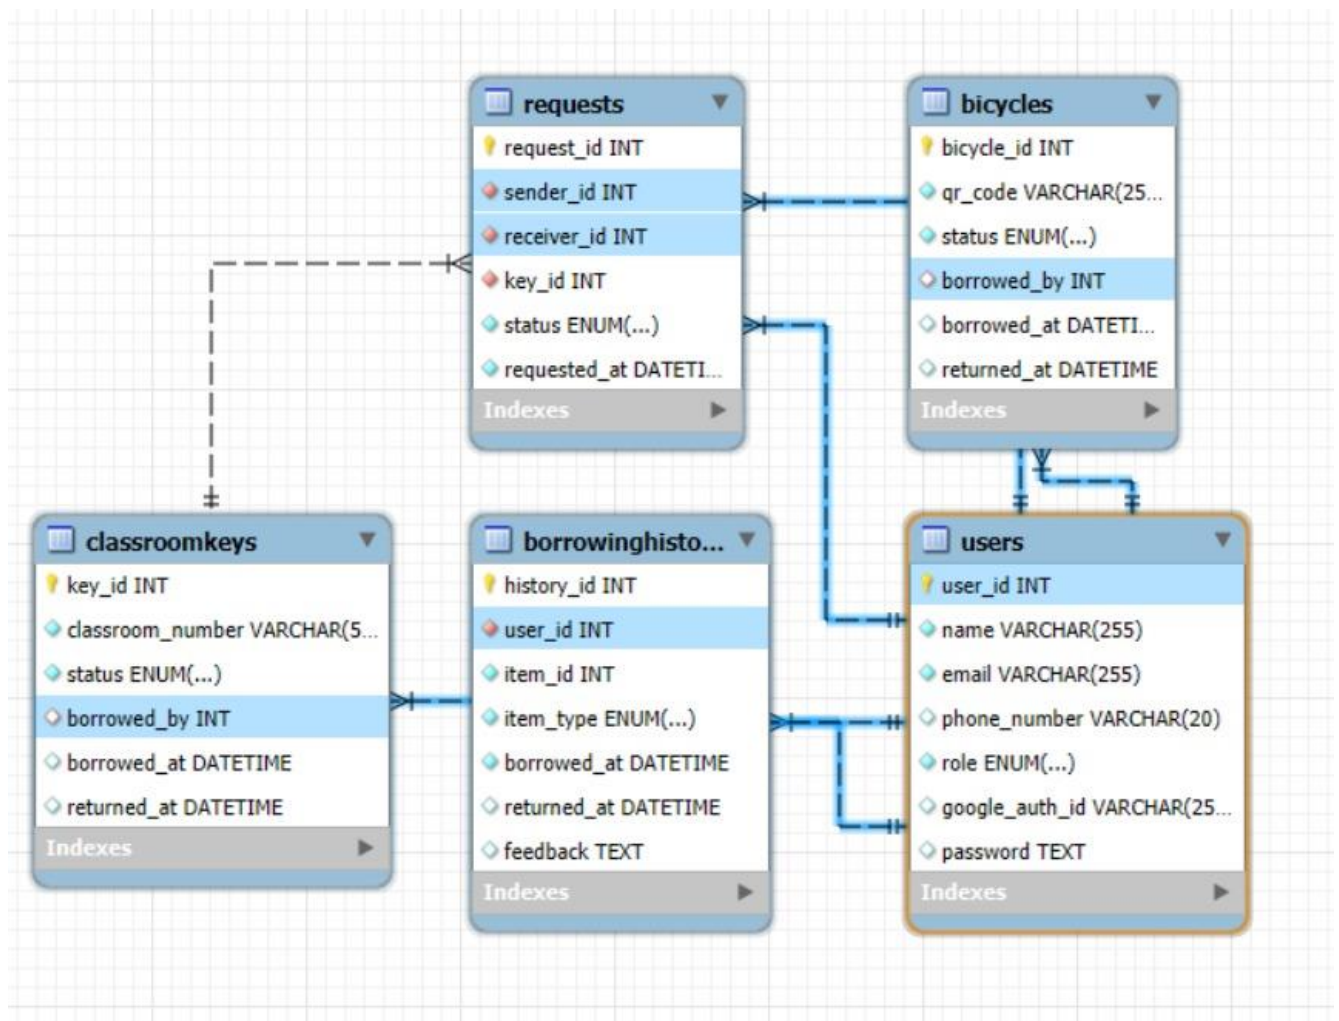 requests
request_id INT
sender_id INT
receiver_id INT
key_id INT
status ENUM(...)
requested_at DATETI...
Indexes
bicycles
bicycle_id INT
qr_code VARCHAR(25...
status ENUM(...)
borrowed_by INT
borrowed_at DATETI...
returned_at DATETIME
Indexes
classroomkeys
key_id INT
classroom_number VARCHAR(5...
status ENUM(...)
borrowed_by INT
borrowed_at DATETIME
returned_at DATETIME
Indexes
borrowinghisto...
history_id INT
user_id INT
item_id INT
item_type ENUM(...)
borrowed_at DATETIME
returned_at DATETIME
feedback TEXT
Indexes
users
user_id INT
name VARCHAR(255)
email VARCHAR(255)
phone_number VARCHAR(20)
role ENUM(...)
google_auth_id VARCHAR(25...
password TEXT
Indexes